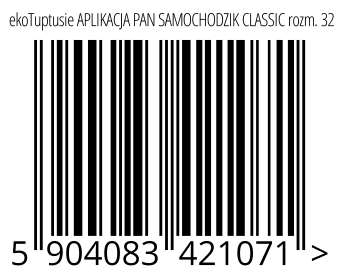 ekoTuptusie APLIKACJA PAN SAMOCHODZIK CLASSIC rozm. 32
5 904083 421071 >